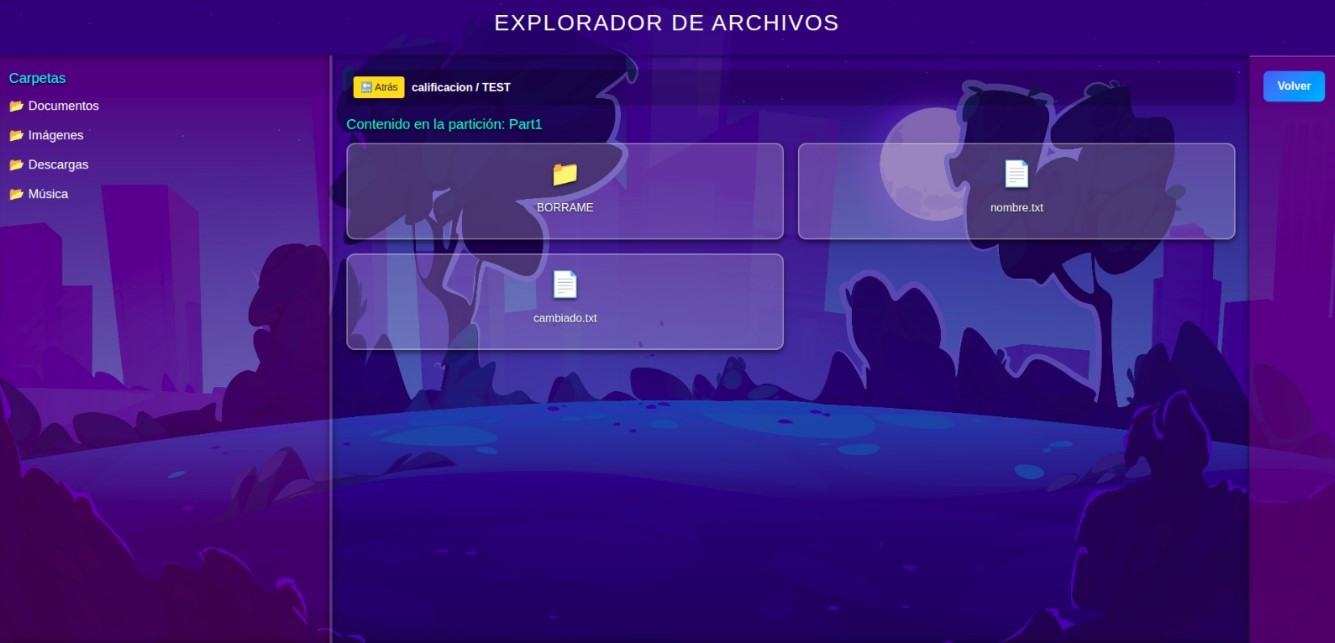 EXPLORADOR DE ARCHIVOS
Carpetas
Documentos
Imágenes
Descargas
Música
Atrás calificacion / TEST
Contenido en la partición: Part1
BORRAME
nombre.txt
cambiado.txt
Volver